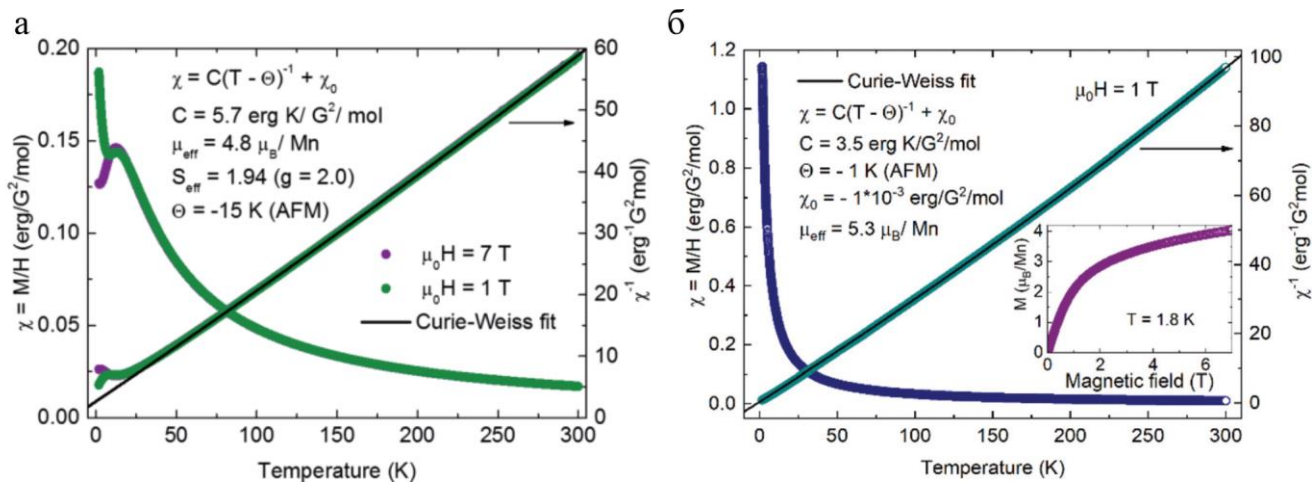 а
χ = M/H (erg/G²/mol)
0.20
0.15
0.10
0.05
0.00
χ = C(T - Θ)⁻¹ + χ₀
C = 5.7 erg K/ G²/ mol
μeff = 4.8 μB/ Mn
Seff = 1.94 (g = 2.0)
Θ = -15 K (AFM)
μ₀H = 7 T
μ₀H = 1 T
Curie-Weiss fit
60
50
40
30
20
10
0
χ⁻¹ (erg⁻¹G²mol)
0 50 100 150 200 250 300
Temperature (K)
б
χ = M/H (erg/G²/mol)
1.2
1.0
0.8
0.6
0.4
0.2
0.0
Curie-Weiss fit
μ₀H = 1 T
χ = C(T - Θ)⁻¹ + χ₀
C = 3.5 erg K/G²/mol
Θ = - 1 K (AFM)
χ₀ = - 1*10⁻³ erg/G²/mol
μeff = 5.3 μB/ Mn
M (μB/Mn)
4
3
2
1
0
T = 1.8 K
0 2 4 6
Magnetic field (T)
100
80
60
40
20
0
χ⁻¹ (erg⁻¹G²mol)
0 50 100 150 200 250 300
Temperature (K)